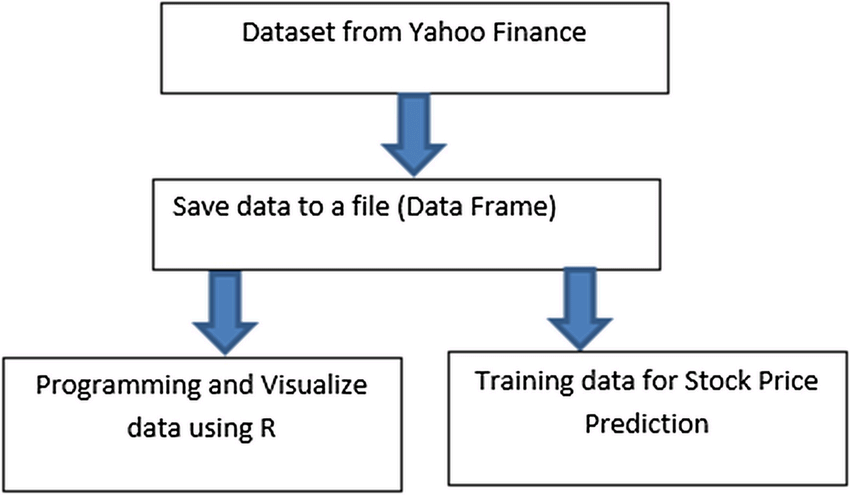 Dataset from Yahoo Finance
Save data to a file (Data Frame)
Programming and Visualize
data using R
Training data for Stock Price
Prediction